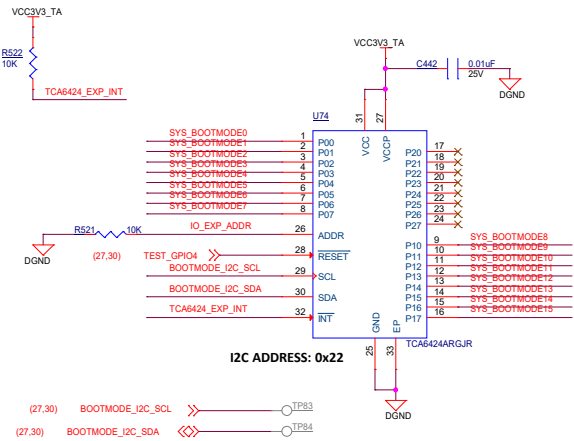 VCC3V3_TA
R522
10K
TCA6424_EXP_INT
VCC3V3_TA
C442
0.01uF
25V
DGND
U74
31
27
VCC
VCCP
SYS_BOOTMODE0 1 P00
SYS_BOOTMODE1 2 P01
SYS_BOOTMODE2 3 P02
SYS_BOOTMODE3 4 P03
SYS_BOOTMODE4 5 P04
SYS_BOOTMODE5 6 P05
SYS_BOOTMODE6 7 P06
SYS_BOOTMODE7 8 P07
P20 17
P21 18
P22 19
P23 20
P24 21
P25 22
P26 23
P27 24
R521 10K IO_EXP_ADDR 26 ADDR
DGND
(27,30) TEST_GPIO4 28 RESET
BOOTMODE_I2C_SCL 29 SCL
BOOTMODE_I2C_SDA 30 SDA
TCA6424_EXP_INT 32 INT
P10 9 SYS_BOOTMODE8
P11 10 SYS_BOOTMODE9
P12 11 SYS_BOOTMODE10
P13 12 SYS_BOOTMODE11
P14 13 SYS_BOOTMODE12
P15 14 SYS_BOOTMODE13
P16 15 SYS_BOOTMODE14
P17 16 SYS_BOOTMODE15
GND
EP
25
33
TCA6424ARGJR
I2C ADDRESS: 0x22
DGND
(27,30) BOOTMODE_I2C_SCL TP83
(27,30) BOOTMODE_I2C_SDA TP84